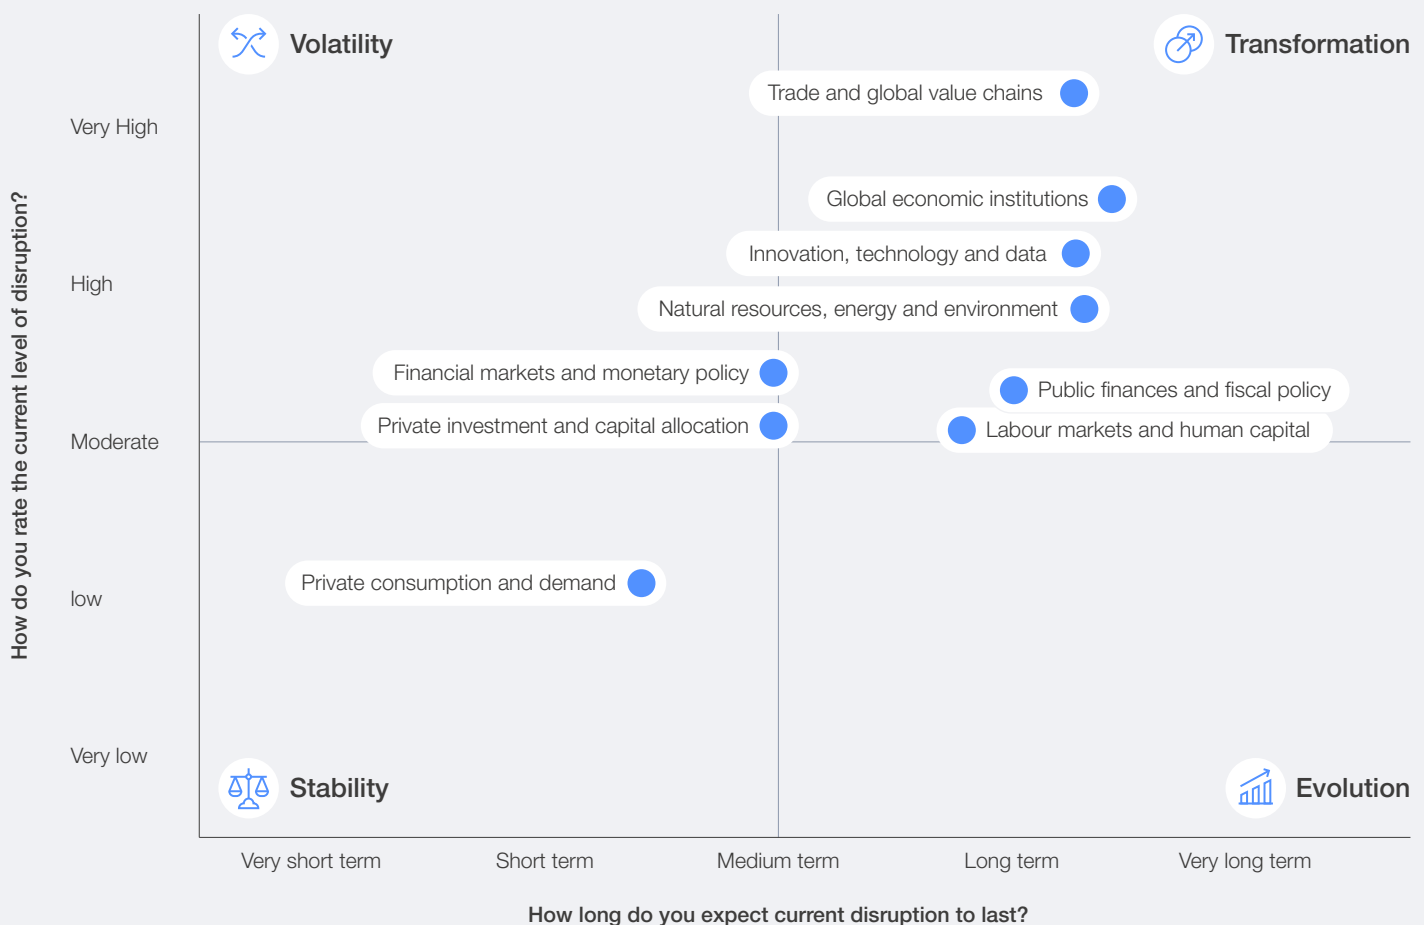 Volatility
Transformation
Trade and global value chains
Very High
Global economic institutions
Innovation, technology and data
High
Natural resources, energy and environment
Financial markets and monetary policy
Public finances and fiscal policy
Private investment and capital allocation
Labour markets and human capital
Moderate
Private consumption and demand
low
Very low
Stability
Evolution
How do you rate the current level of disruption?
Very short term
Short term
Medium term
Long term
Very long term
How long do you expect current disruption to last?